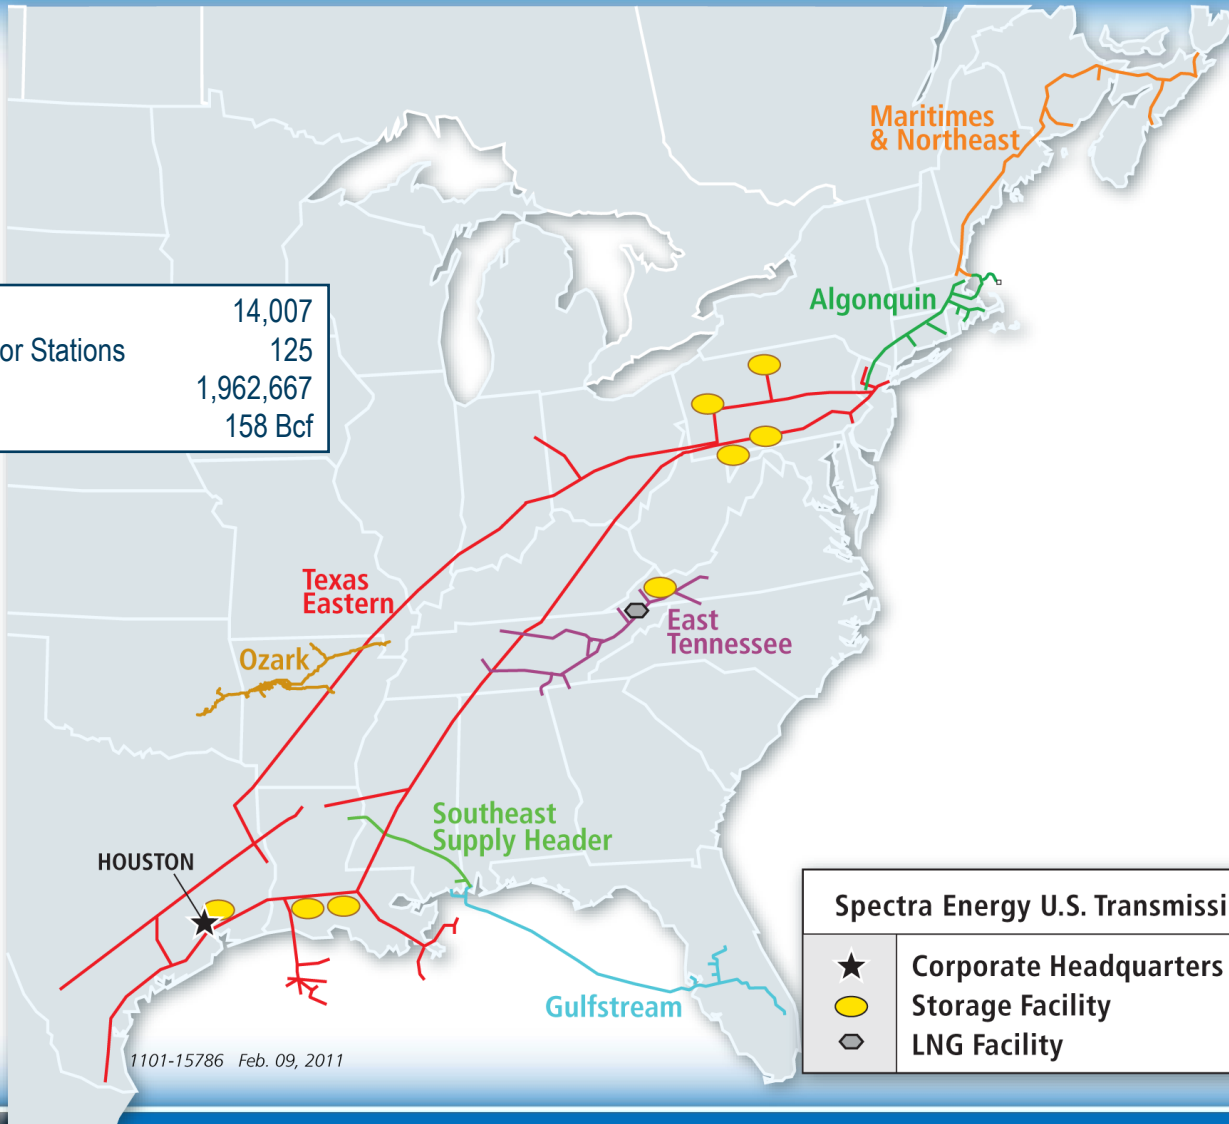 Maritimes
& Northeast
Algonquin
14,007
or Stations 125
1,962,667
158 Bcf
Texas
Eastern
East
Tennessee
Ozark
Southeast
Supply Header
HOUSTON
Gulfstream
Spectra Energy U.S. Transmissi
Corporate Headquarters
Storage Facility
LNG Facility
1101-15786 Feb. 09, 2011